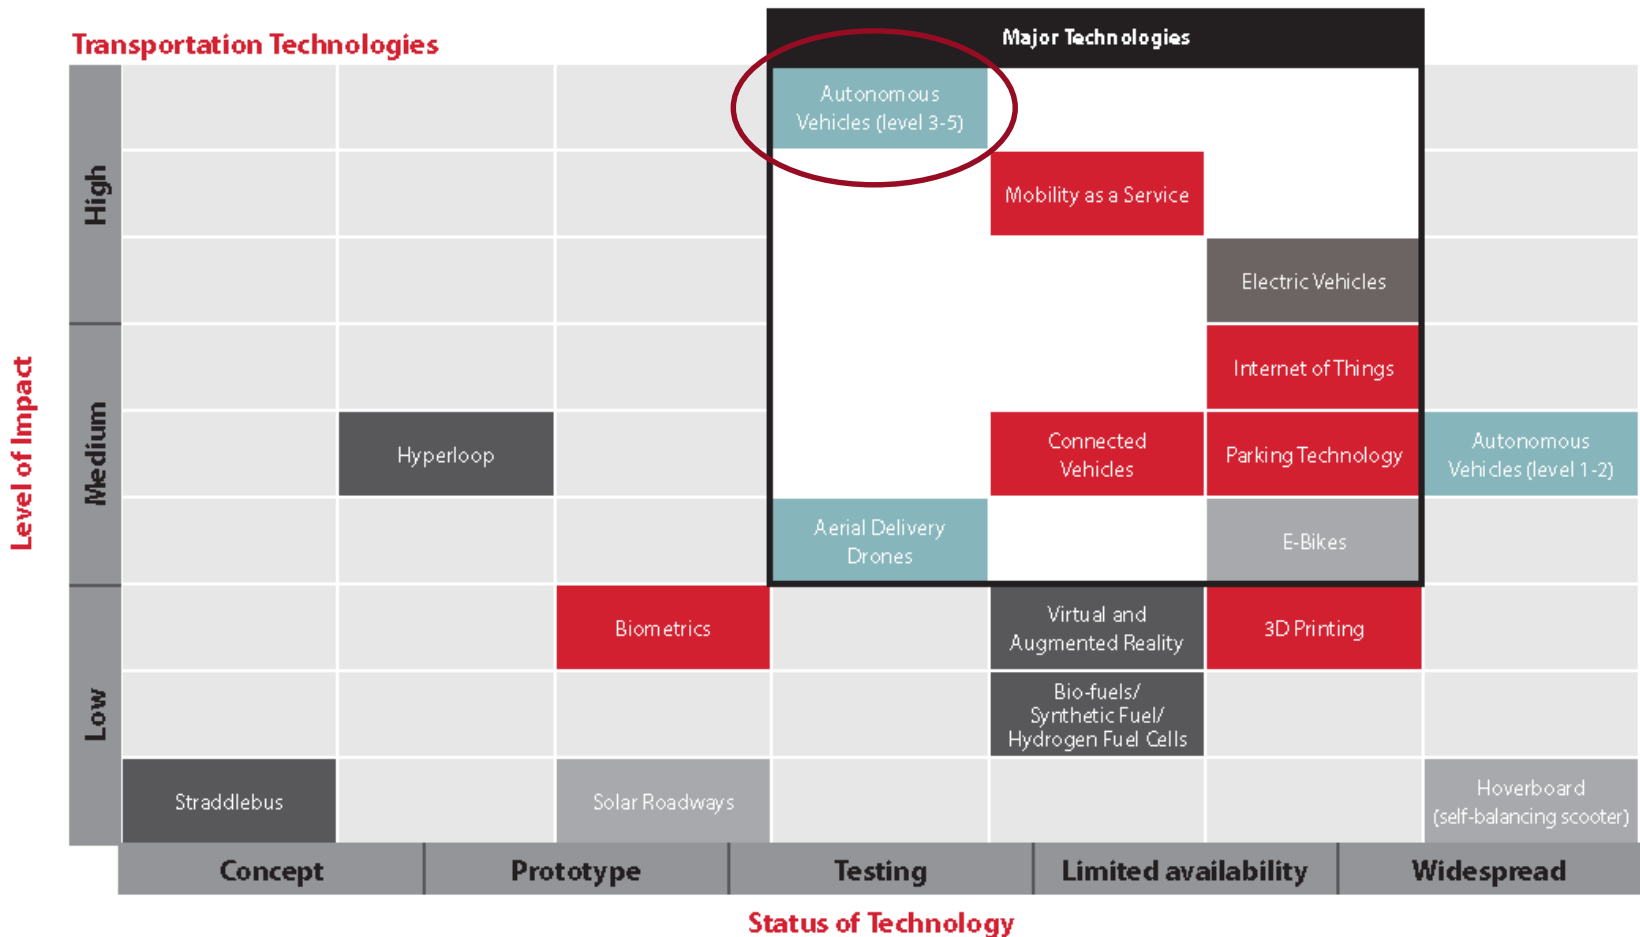 Transportation Technologies
Major Technologies
Autonomous
Vehicles (level 3-5)
High
Mobility as a Service
Electric Vehicles
Level of Impact
Medium
Internet of Things
Hyperloop
Connected
Vehicles
Parking Technology
Autonomous
Vehicles (level 1-2)
Aerial Delivery
Drones
E-Bikes
Low
Biometrics
Virtual and
Augmented Reality
3D Printing
Bio-fuels/
Synthetic Fuel/
Hydrogen Fuel Cells
Straddlebus
Solar Roadways
Hoverboard
(self-balancing scooter)
Concept
Prototype
Testing
Limited availability
Widespread
Status of Technology